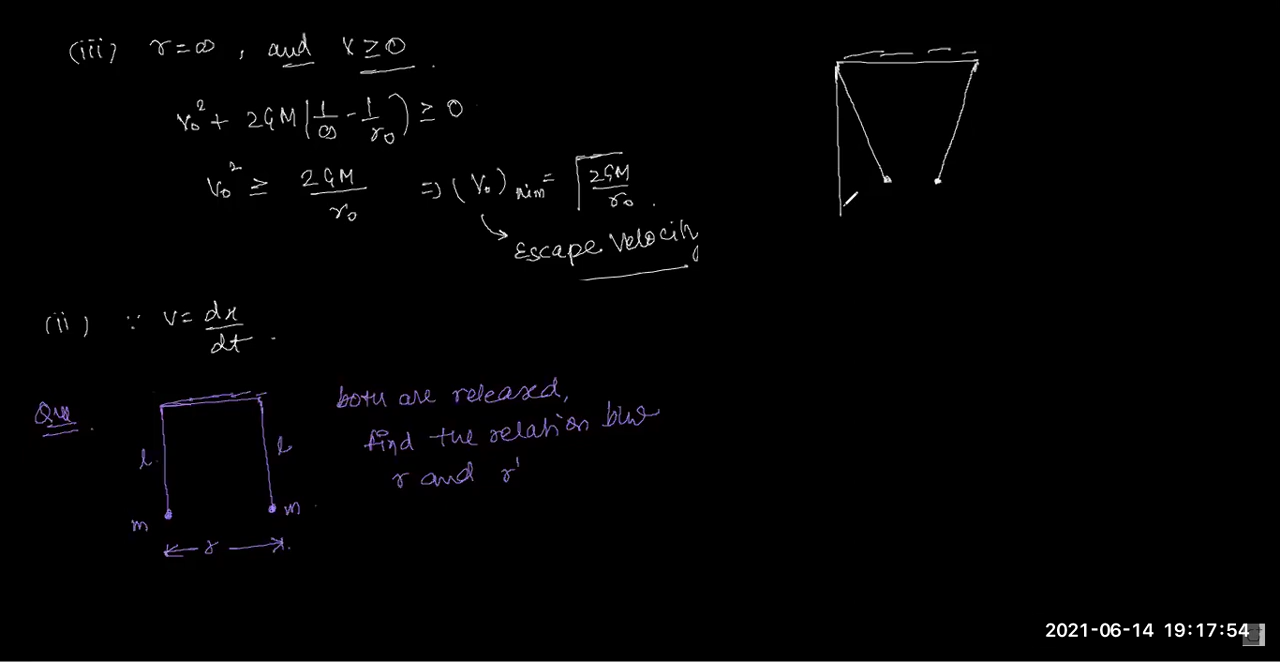 (iii) r = ∞, and v ≥ 0.
v₀² + 2GM(1/∞ - 1/r₀) ≥ 0
v₀² ≥ 2GM/r₀ ⇒ (v₀)min = √(2GM/r₀).
Escape Velocity
(ii) ∵ v = dx/dt.
Que.
both are released,
find the relation b/w
r and r'
l
l
m
m
r
2021-06-14 19:17:54